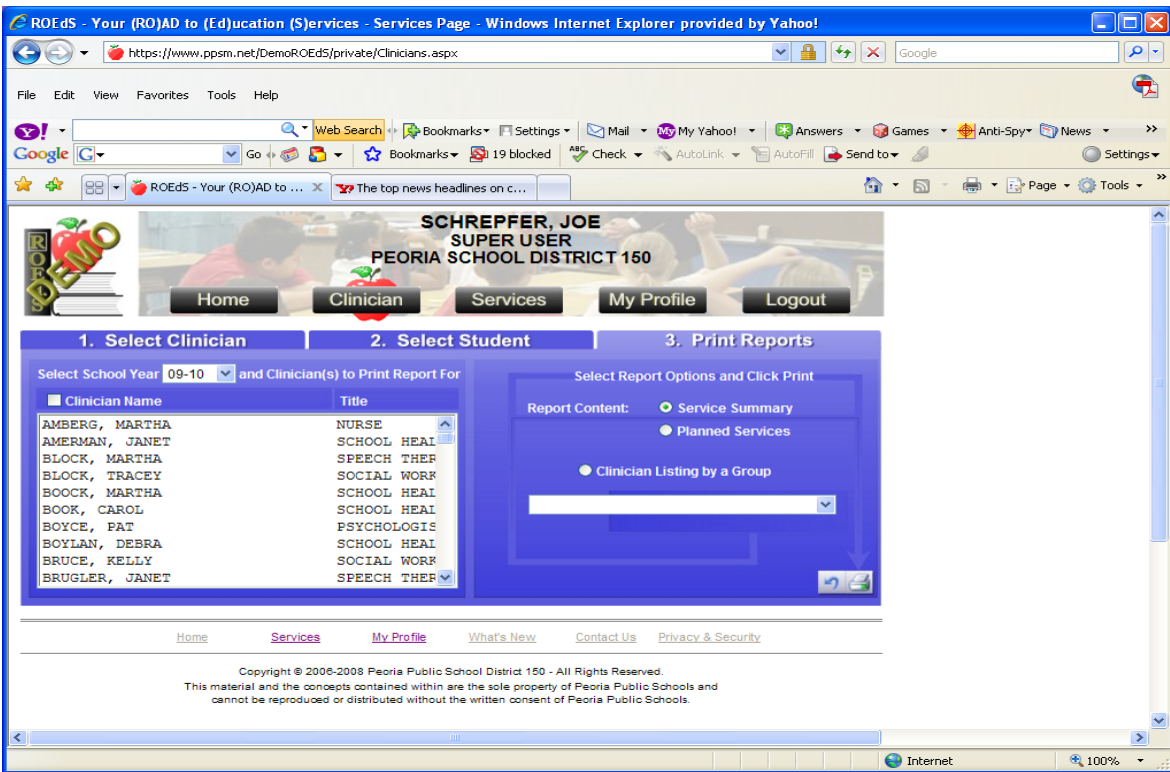 ROEdS - Your (RO)AD to (Ed)ucation (S)ervices - Services Page - Windows Internet Explorer provided by Yahoo!
https://www.ppsm.net/DemoROEdS/private/Clinicians.aspx
Google
File Edit View Favorites Tools Help
Y! Web Search Bookmarks Settings Mail My My Yahoo! Answers Games Anti-Spy News »
Google G Go Bookmarks 19 blocked ABC Check AutoLink AutoFill Send to Settings
ROEdS - Your (RO)AD to ... X Y? The top news headlines on c... Page Tools »
ROEDS
DEMO
SCHREPFER, JOE
SUPER USER
PEORIA SCHOOL DISTRICT 150
Home Clinician Services My Profile Logout
1. Select Clinician 2. Select Student 3. Print Reports
Select School Year 09-10 and Clinician(s) to Print Report For
Clinician Name Title
AMBERG, MARTHA NURSE
AMERMAN, JANET SCHOOL HEAL
BLOCK, MARTHA SPEECH THER
BLOCK, TRACEY SOCIAL WORK
BOOCK, MARTHA SCHOOL HEAL
BOOK, CAROL SCHOOL HEAL
BOYCE, PAT PSYCHOLOGIS
BOYLAN, DEBRA SCHOOL HEAL
BRUCE, KELLY SOCIAL WORK
BRUGLER, JANET SPEECH THER
Select Report Options and Click Print
Report Content: Service Summary
Planned Services
Clinician Listing by a Group
Home Services My Profile What's New Contact Us Privacy & Security
Copyright © 2006-2008 Peoria Public School District 150 - All Rights Reserved.
This material and the concepts contained within are the sole property of Peoria Public Schools and
cannot be reproduced or distributed without the written consent of Peoria Public Schools.
Internet 100%